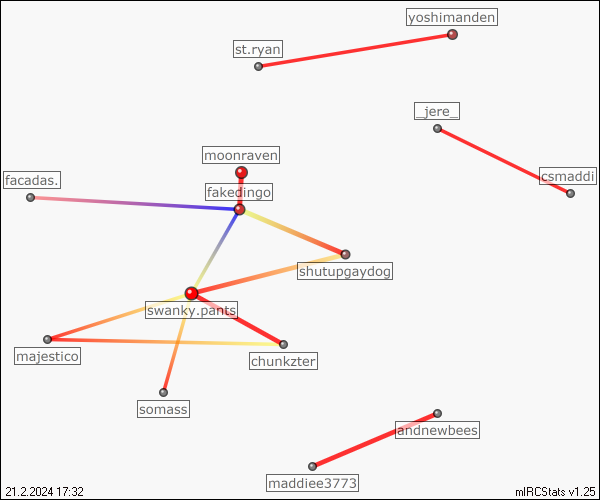 yoshimanden
st.ryan
_jere_
moonraven
csmaddi
facadas.
fakedingo
shutupgaydog
swanky.pants
majestico
chunkzter
somass
andnewbees
maddiee3773
21.2.2024 17:32
mIRCStats v1.25